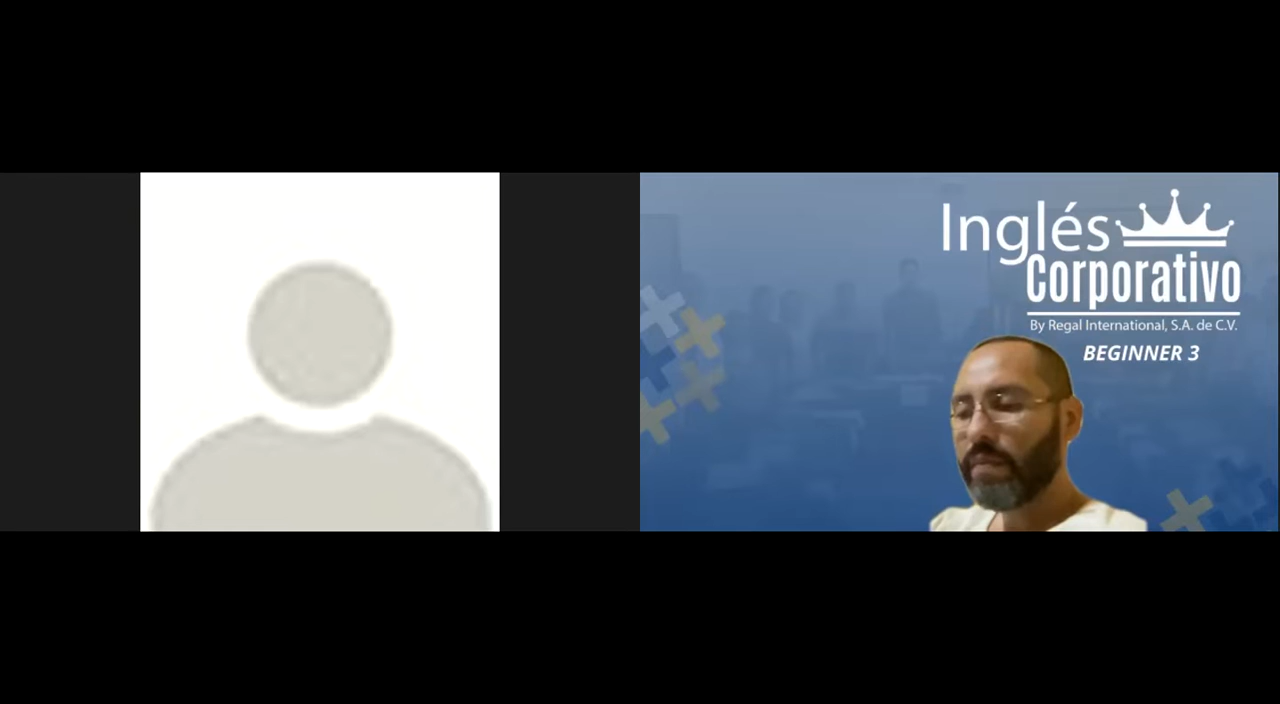 Inglés
Corporativo
By Regal International, S.A. de C.V.
BEGINNER 3